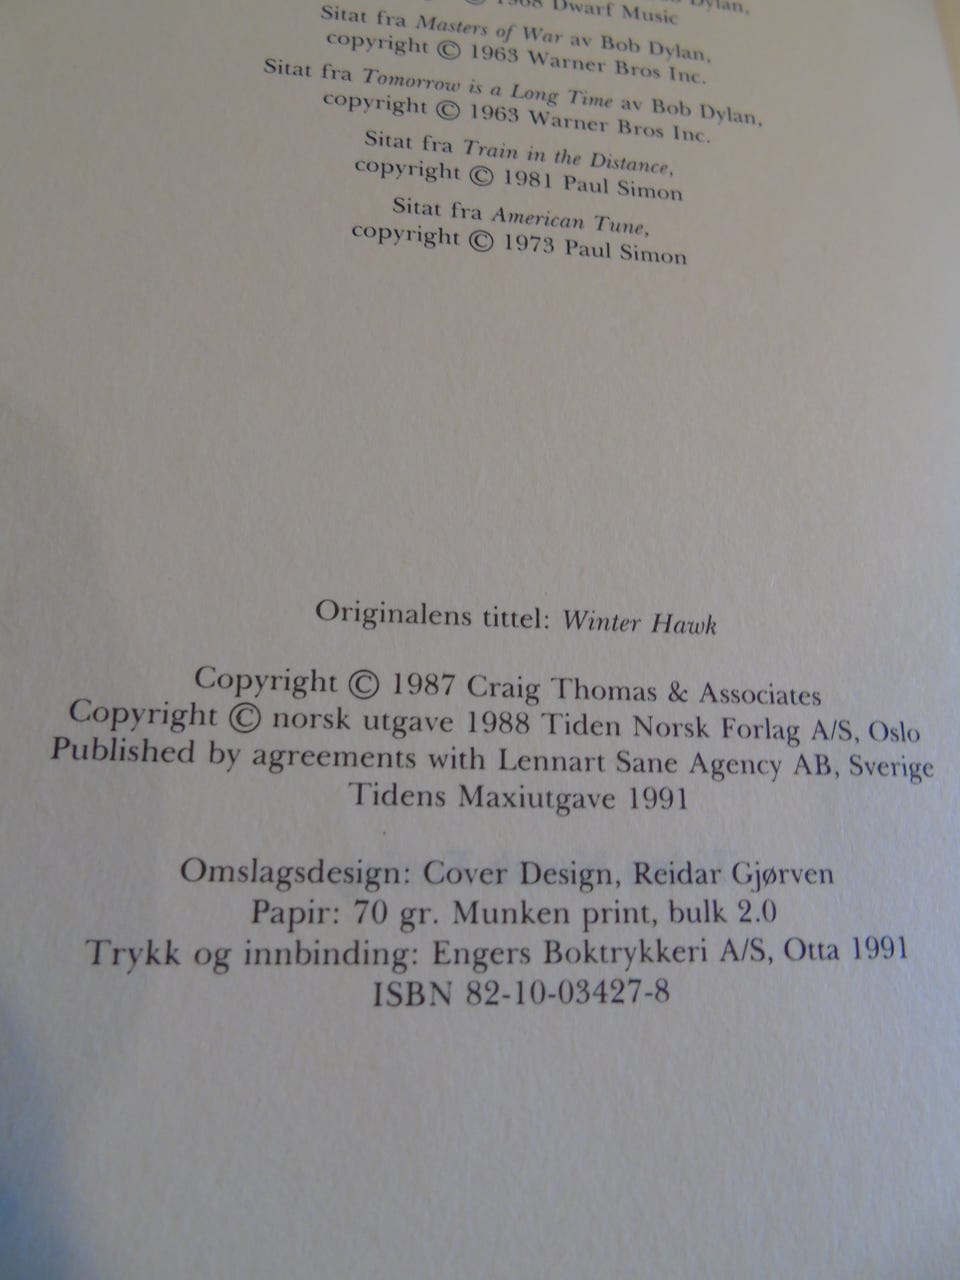 © 1968 Dwarf Music Dylan,
Sitat fra Masters of War av Bob Dylan,
copyright © 1963 Warner Bros Inc.
Sitat fra Tomorrow is a Long Time av Bob Dylan,
copyright © 1963 Warner Bros Inc.
Sitat fra Train in the Distance,
copyright © 1981 Paul Simon
Sitat fra American Tune,
copyright © 1973 Paul Simon
Originalens tittel: Winter Hawk
Copyright © 1987 Craig Thomas & Associates
Copyright © norsk utgave 1988 Tiden Norsk Forlag A/S, Oslo
Published by agreements with Lennart Sane Agency AB, Sverige
Tidens Maxiutgave 1991
Omslagsdesign: Cover Design, Reidar Gjørven
Papir: 70 gr. Munken print, bulk 2.0
Trykk og innbinding: Engers Boktrykkeri A/S, Otta 1991
ISBN 82-10-03427-8